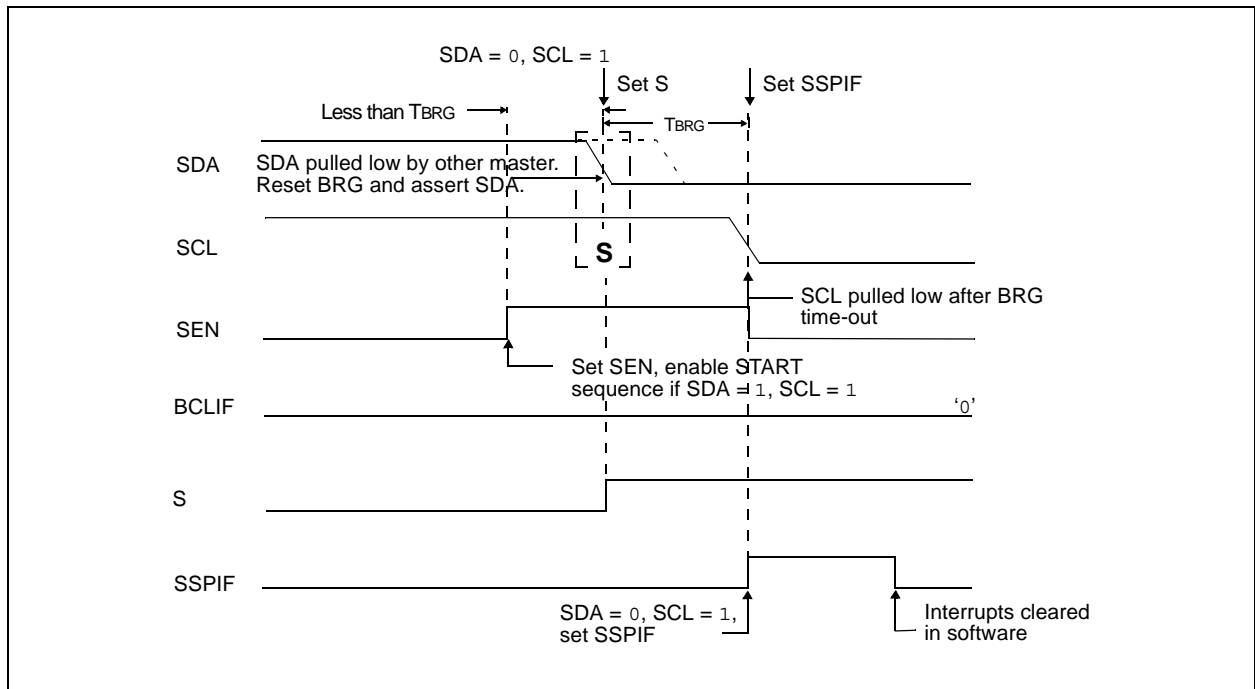 SDA = 0, SCL = 1
Set S
Set SSPIF
Less than TBRG
TBRG
SDA
SDA pulled low by other master.
Reset BRG and assert SDA.
SCL
S
SCL pulled low after BRG
time-out
SEN
Set SEN, enable START
sequence if SDA = 1, SCL = 1
BCLIF
‘0’
S
SSPIF
SDA = 0, SCL = 1,
set SSPIF
Interrupts cleared
in software